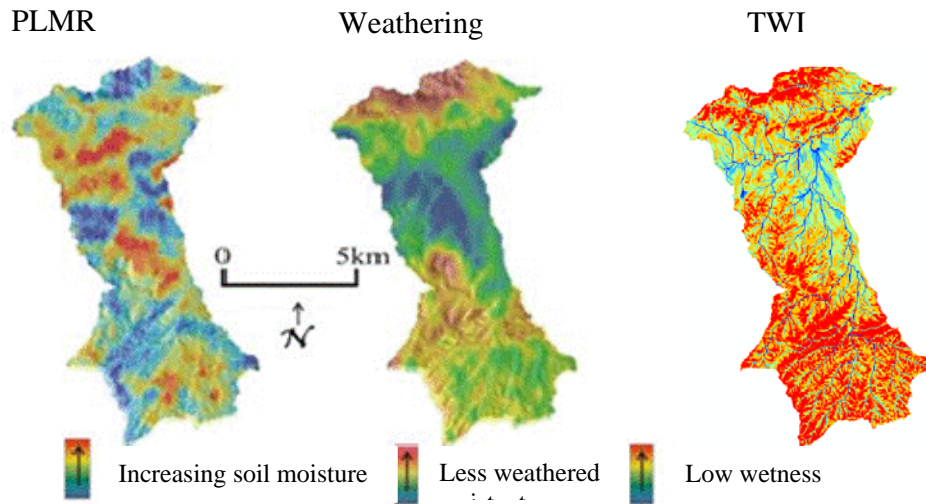 PLMR
Weathering
TWI
0
5km
N
Increasing soil moisture
Less weathered
Low wetness